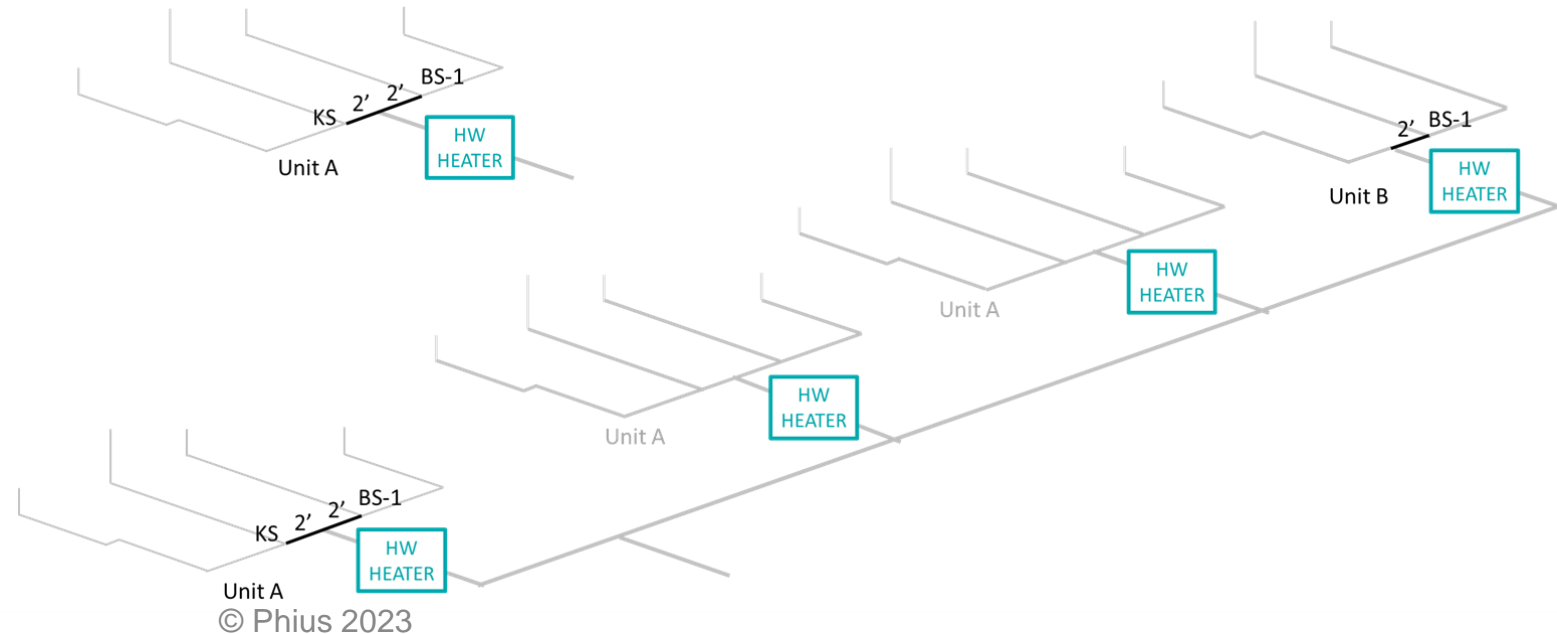 BS-1
2’
2’
KS
HW
HEATER
Unit A
BS-1
2’
HW
HEATER
Unit B
HW
HEATER
Unit A
HW
HEATER
Unit A
BS-1
2’
2’
KS
HW
HEATER
Unit A
© Phius 2023